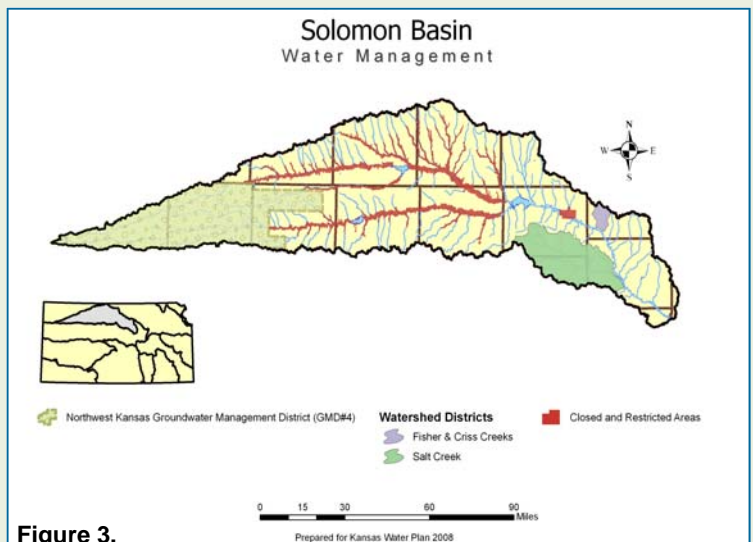 Solomon Basin
Water Management
N
W E
S
Northwest Kansas Groundwater Management District (GMD#4)
Watershed Districts
Fisher & Criss Creeks
Salt Creek
Closed and Restricted Areas
0 15 30 60 90
Miles
Prepared for Kansas Water Plan 2008
Figure 3.